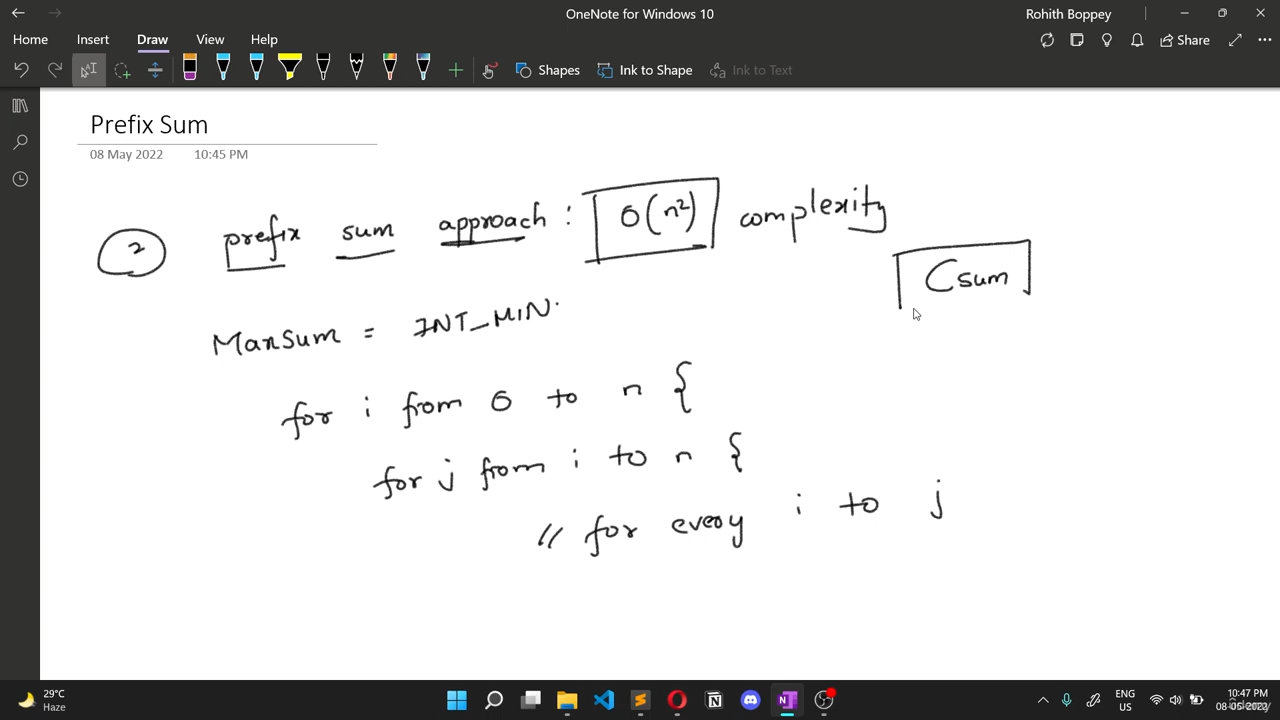 OneNote for Windows 10
Rohith Boppey
Home Insert Draw View Help
Share
Shapes Ink to Shape Ink to Text
Prefix Sum
08 May 2022 10:45 PM
2 prefix sum approach : O(n²) complexity
Csum
MaxSum = INT_MIN.
for i from 0 to n {
for j from i to n {
// for every i to j
29°C
Haze
ENG
US
10:47 PM